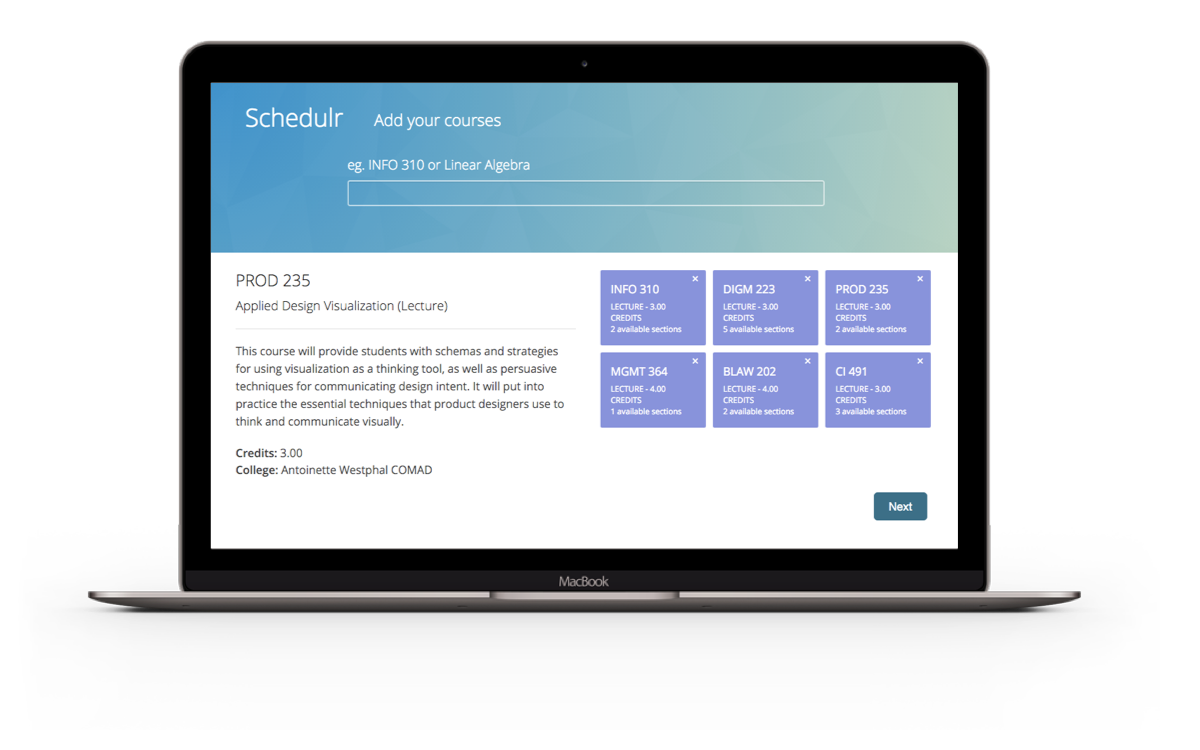 Schedulr
Add your courses
eg. INFO 310 or Linear Algebra
PROD 235
Applied Design Visualization (Lecture)
This course will provide students with schemas and strategies
for using visualization as a thinking tool, as well as persuasive
techniques for communicating design intent. It will put into
practice the essential techniques that product designers use to
think and communicate visually.
Credits: 3.00
College: Antoinette Westphal COMAD
×
INFO 310
LECTURE - 3.00
CREDITS
2 available sections
×
DIGM 223
LECTURE - 3.00
CREDITS
5 available sections
×
PROD 235
LECTURE - 3.00
CREDITS
2 available sections
×
MGMT 364
LECTURE - 4.00
CREDITS
1 available sections
×
BLAW 202
LECTURE - 4.00
CREDITS
2 available sections
×
CI 491
LECTURE - 3.00
CREDITS
3 available sections
Next
MacBook